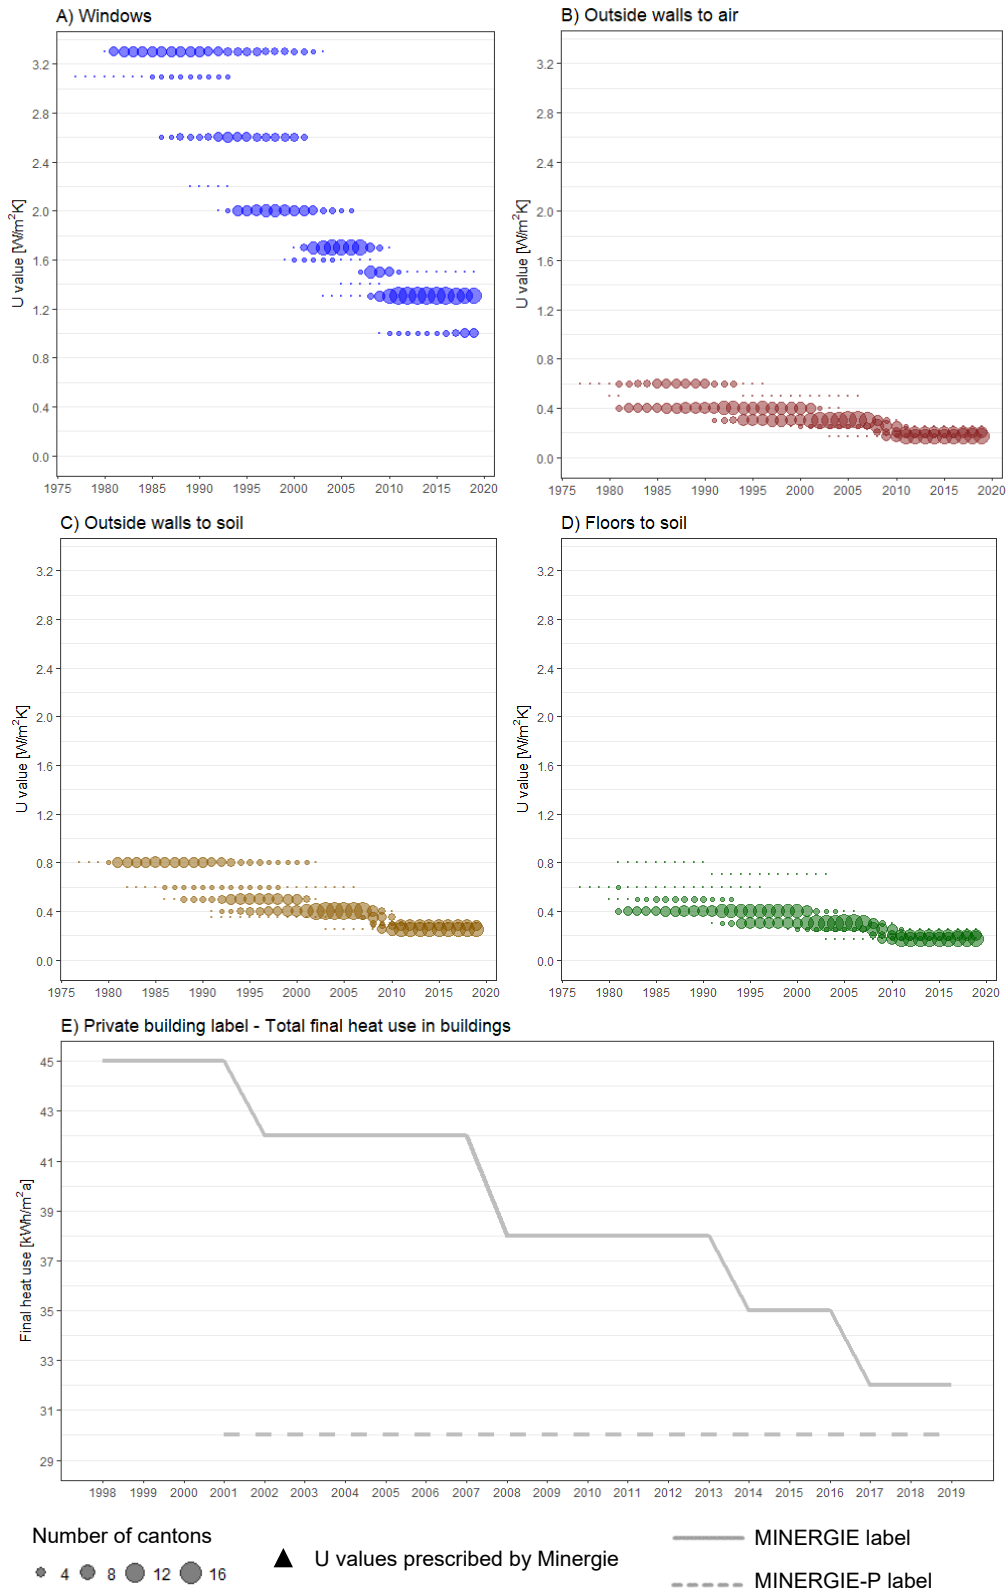 A) Windows
U value [W/m²K]
3.2
2.8
2.4
2.0
1.6
1.2
0.8
0.4
0.0
1975 1980 1985 1990 1995 2000 2005 2010 2015 2020
B) Outside walls to air
U value [W/m²K]
3.2
2.8
2.4
2.0
1.6
1.2
0.8
0.4
0.0
1975 1980 1985 1990 1995 2000 2005 2010 2015 2020
C) Outside walls to soil
U value [W/m²K]
3.2
2.8
2.4
2.0
1.6
1.2
0.8
0.4
0.0
1975 1980 1985 1990 1995 2000 2005 2010 2015 2020
D) Floors to soil
U value [W/m²K]
3.2
2.8
2.4
2.0
1.6
1.2
0.8
0.4
0.0
1975 1980 1985 1990 1995 2000 2005 2010 2015 2020
E) Private building label - Total final heat use in buildings
Final heat use [kWh/m²a]
45
43
41
39
37
35
33
31
29
1998 1999 2000 2001 2002 2003 2004 2005 2006 2007 2008 2009 2010 2011 2012 2013 2014 2015 2016 2017 2018 2019
Number of cantons
4 8 12 16
U values prescribed by Minergie
MINERGIE label
MINERGIE-P label